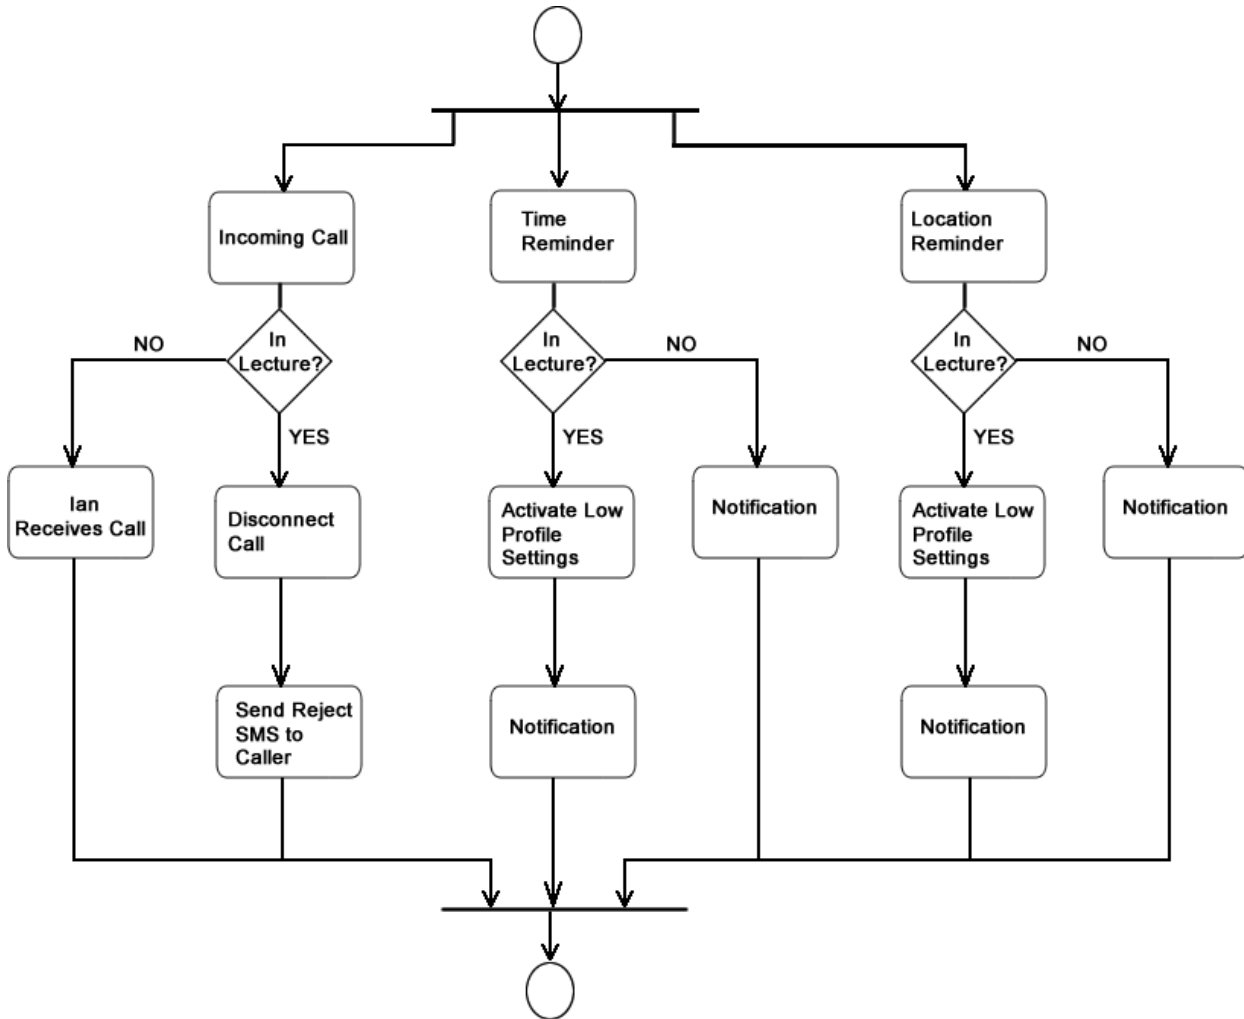 Incoming Call
Time
Reminder
Location
Reminder
In
Lecture?
NO
YES
In
Lecture?
NO
YES
In
Lecture?
NO
YES
Ian
Receives Call
Disconnect
Call
Activate Low
Profile
Settings
Notification
Activate Low
Profile
Settings
Notification
Send Reject
SMS to
Caller
Notification
Notification